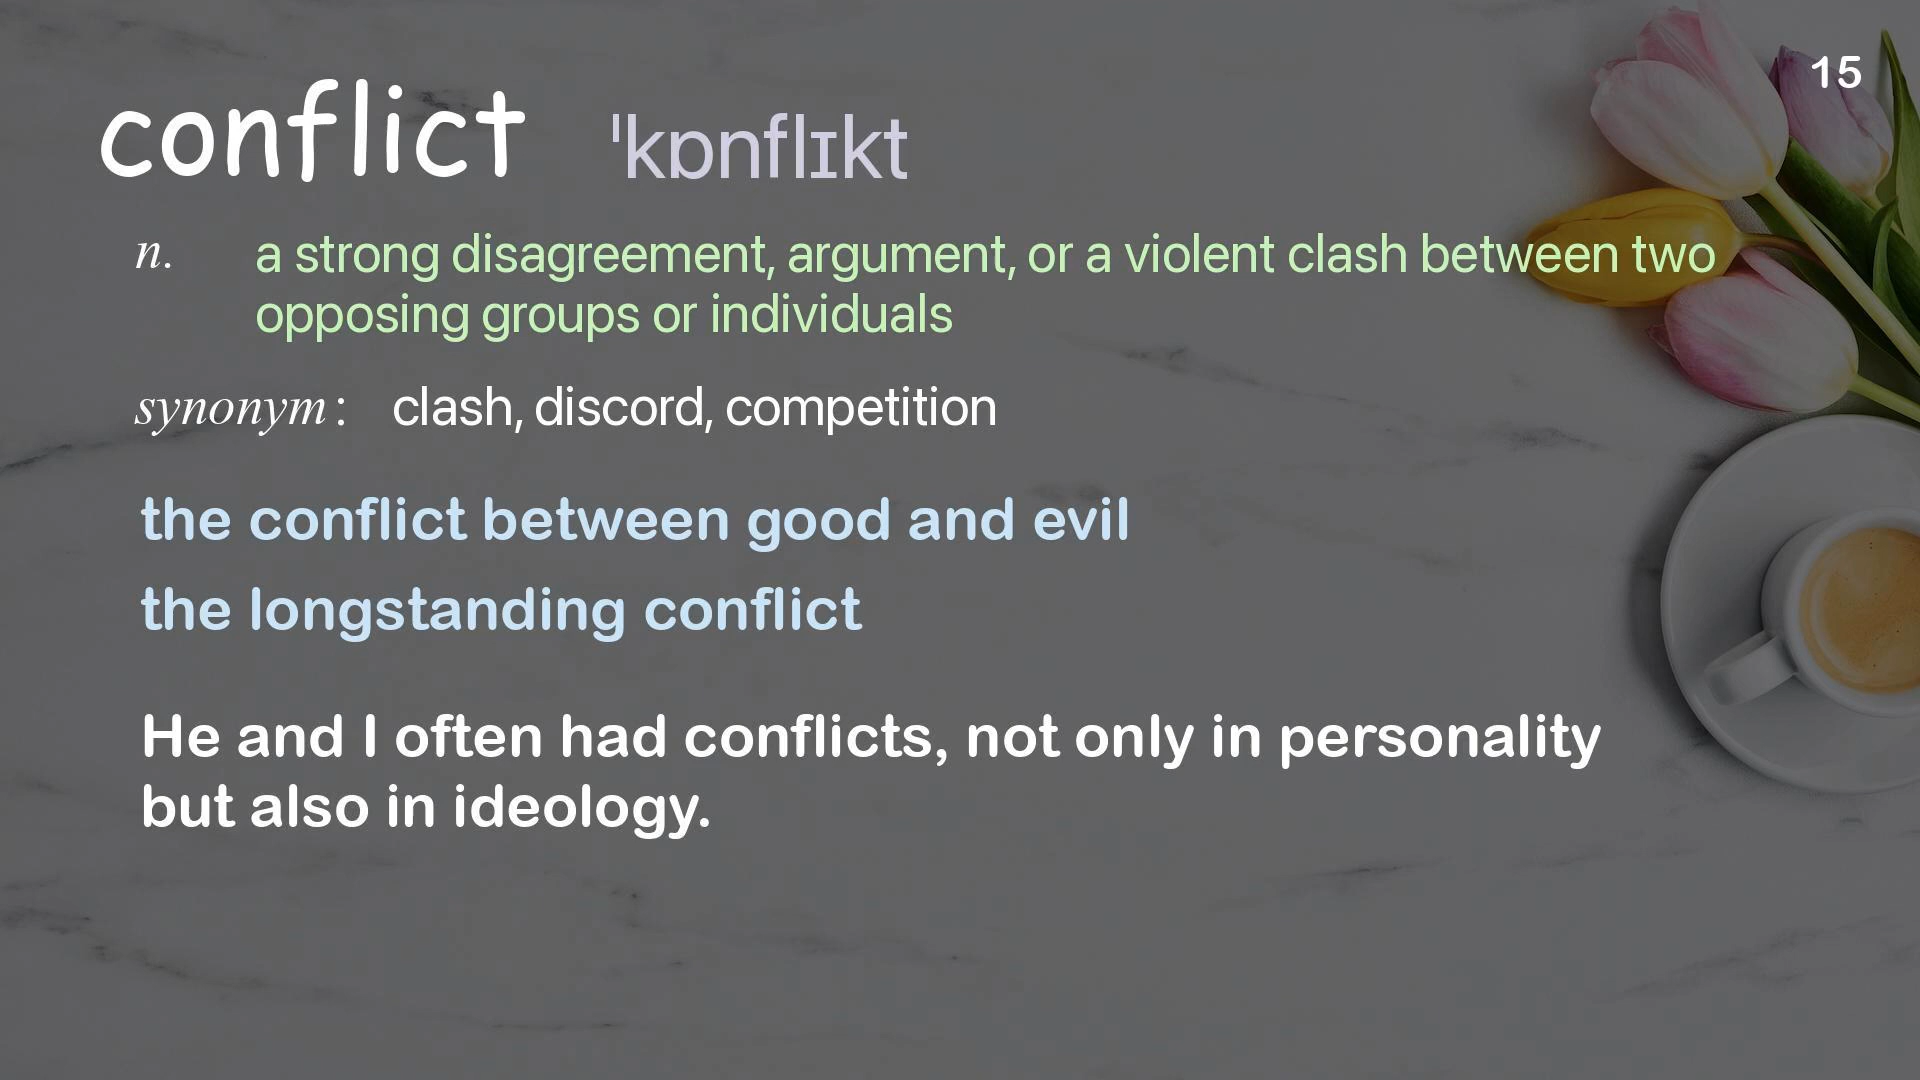 15
conflict ˈkɒnflɪkt
n. a strong disagreement, argument, or a violent clash between two
opposing groups or individuals
synonym: clash, discord, competition
the conflict between good and evil
the longstanding conflict
He and I often had conflicts, not only in personality
but also in ideology.